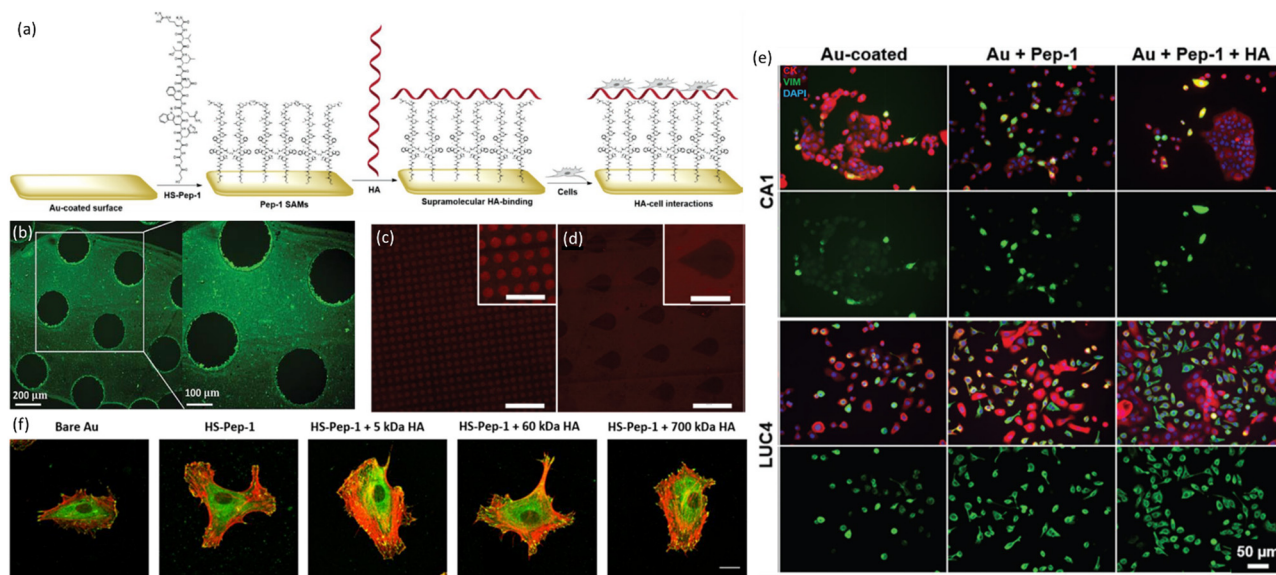 (a)
Au-coated surface
HS-Pep-1
Pep-1 SAMs
HA
Supramolecular HA-binding
Cells
HA-cell interactions
(b)
200 µm
100 µm
(c)
(d)
(e)
Au-coated
Au + Pep-1
Au + Pep-1 + HA
CK
VIM
DAPI
CA1
LUC4
50 µm
(f)
Bare Au
HS-Pep-1
HS-Pep-1 + 5 kDa HA
HS-Pep-1 + 60 kDa HA
HS-Pep-1 + 700 kDa HA